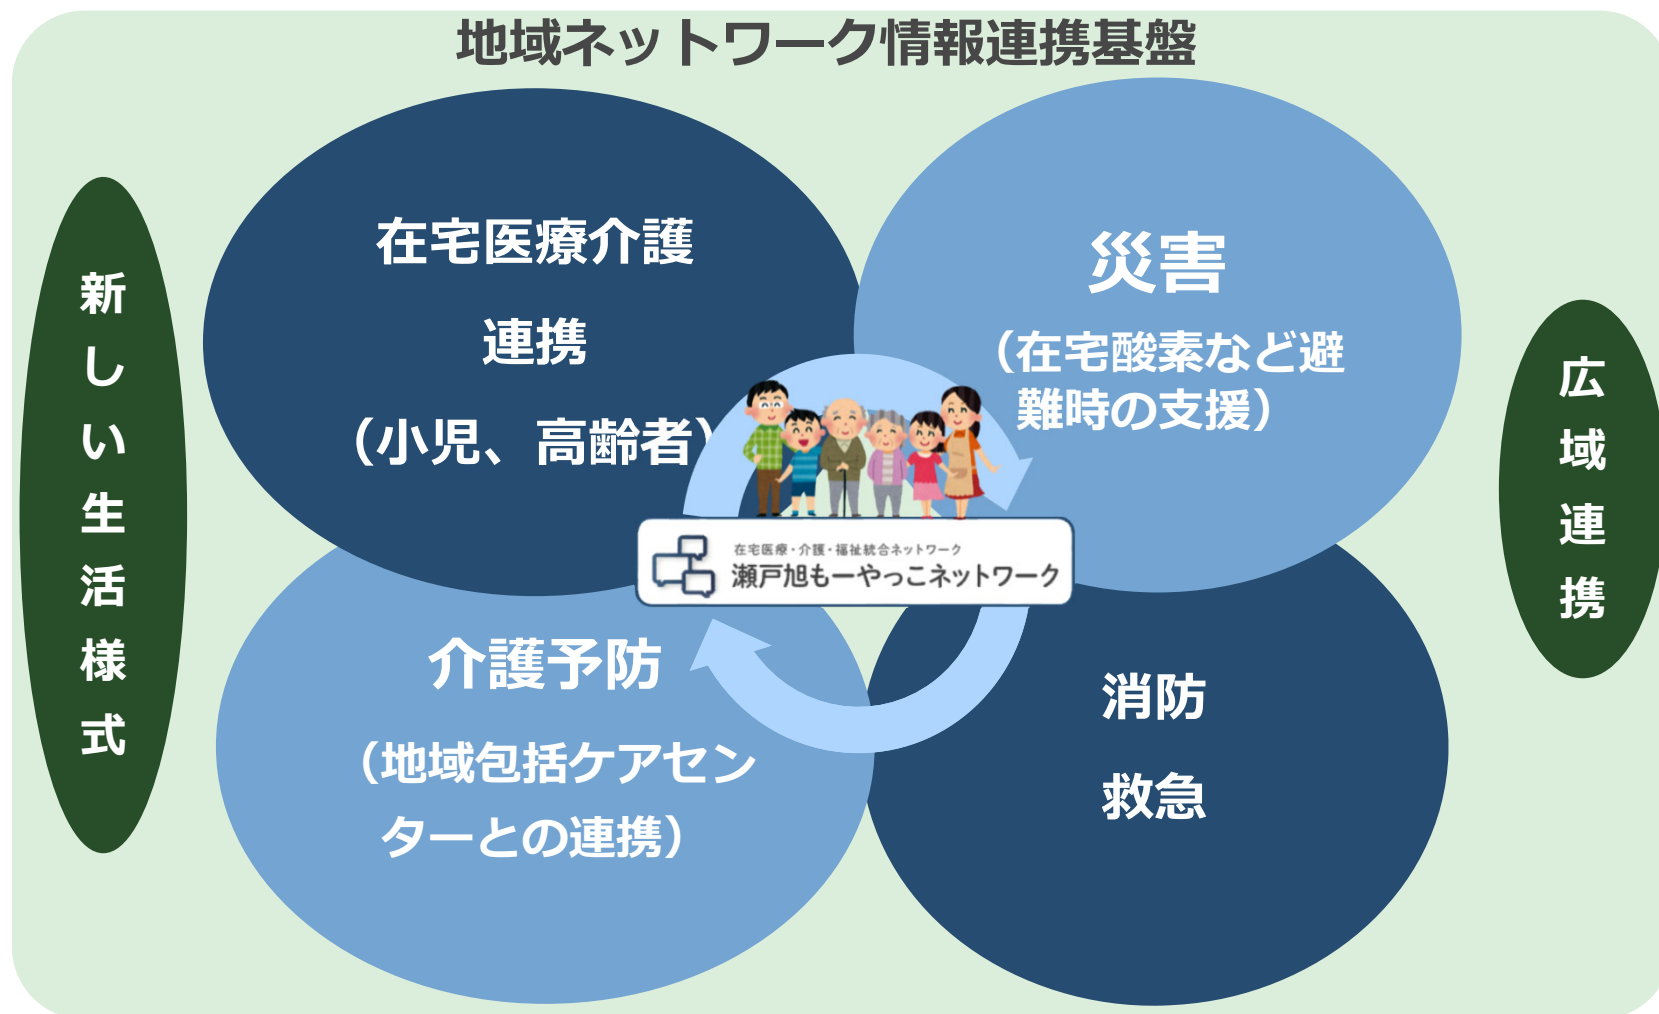 地域ネットワーク情報連携基盤
新しい生活様式
在宅医療介護
連携
（小児、高齢者）
災害
（在宅酸素など避
難時の支援）
広域連携
在宅医療・介護・福祉統合ネットワーク
瀬戸旭もーやっこネットワーク
介護予防
（地域包括ケアセン
ターとの連携）
消防
救急